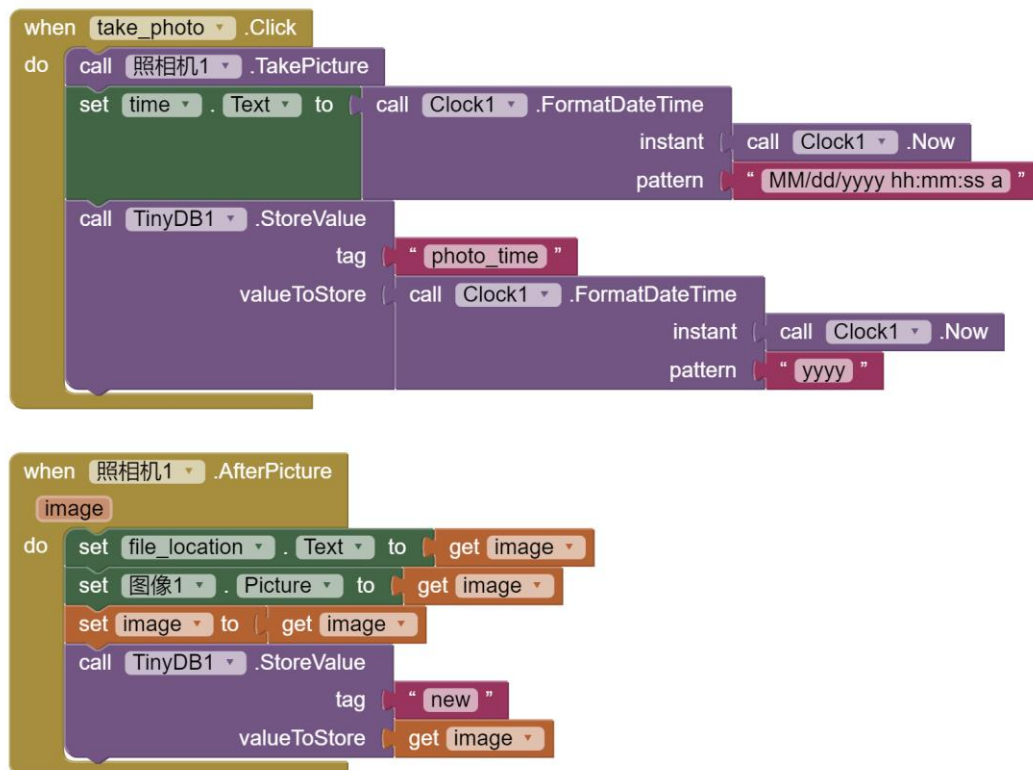 when take_photo .Click
do call 照相机1 .TakePicture
set time . Text to call Clock1 .FormatDateTime
instant call Clock1 .Now
pattern " MM/dd/yyyy hh:mm:ss a "
call TinyDB1 .StoreValue
tag " photo_time "
valueToStore call Clock1 .FormatDateTime
instant call Clock1 .Now
pattern " yyyy "
when 照相机1 .AfterPicture
image
do set file_location . Text to get image
set 图像1 . Picture to get image
set image to get image
call TinyDB1 .StoreValue
tag " new "
valueToStore get image